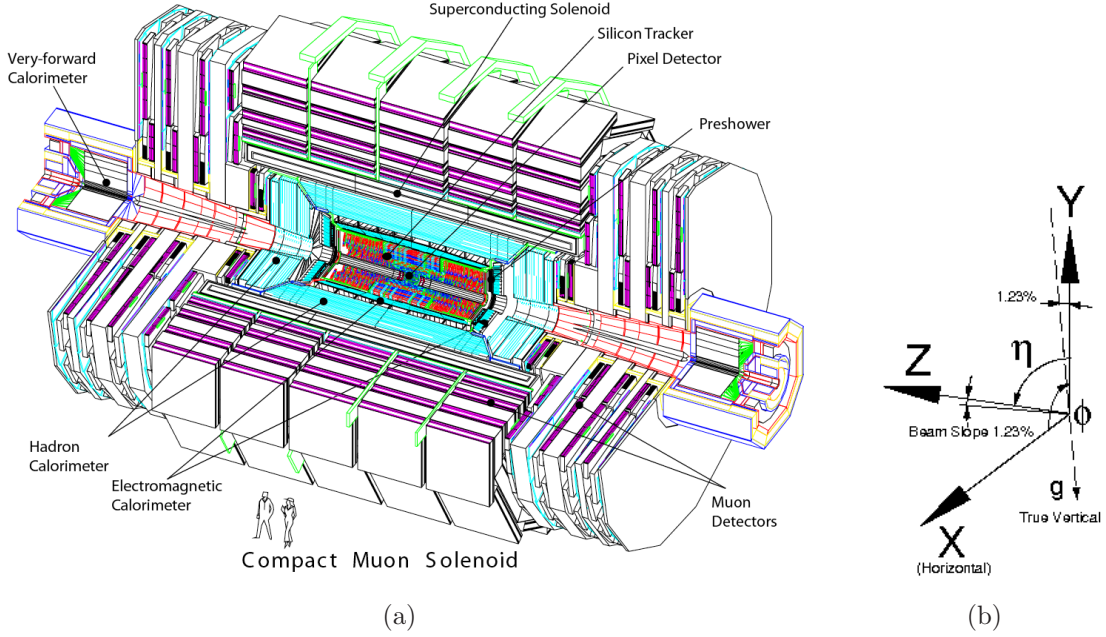 Superconducting Solenoid
Silicon Tracker
Pixel Detector
Very-forward
Calorimeter
Preshower
Hadron
Calorimeter
Electromagnetic
Calorimeter
Muon
Detectors
Compact Muon Solenoid
(a)
Y
1.23%
η
Z
ϕ
Beam Slope 1.23%
g
True Vertical
X
(Horizontal)
(b)